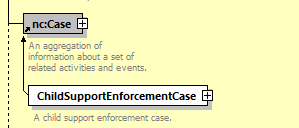 nc:Case
An aggregation of
information about a set of
related activities and events.
ChildSupportEnforcementCase
A child support enforcement case.